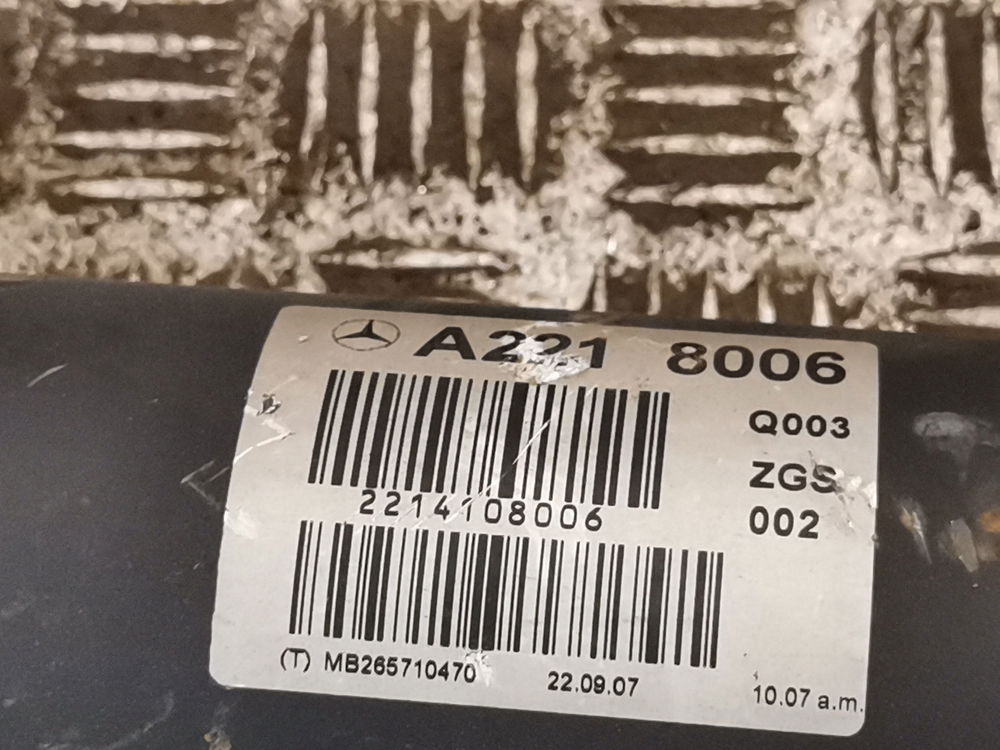 A221 8006
Q003
ZGS
002
2214108006
(T) MB265710470 22.09.07 10.07 a.m.